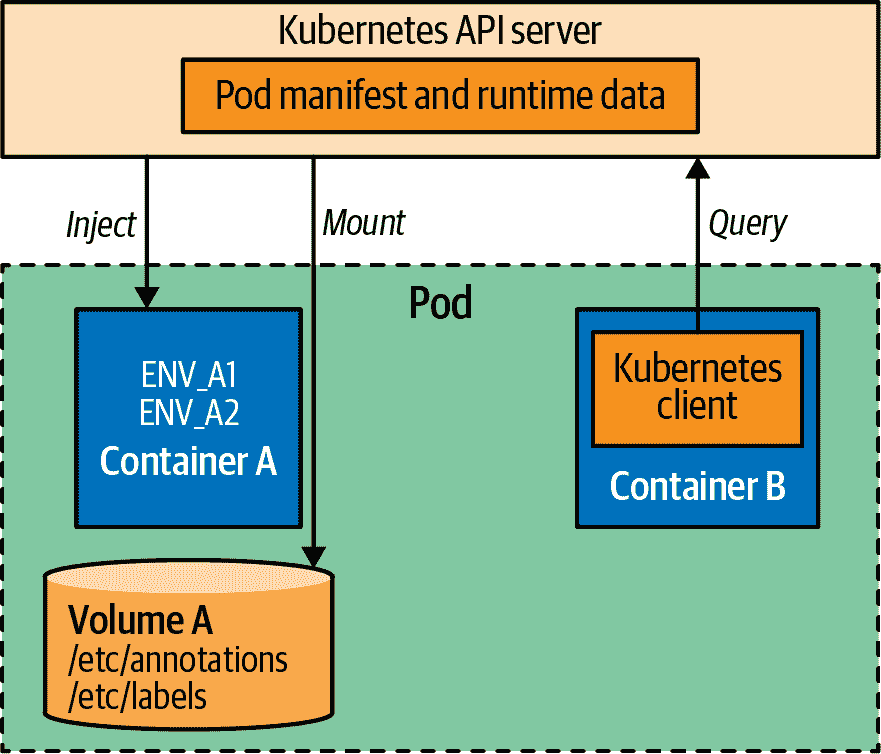 Kubernetes API server
Pod manifest and runtime data
Inject
Mount
Query
Pod
ENV_A1
ENV_A2
Container A
Kubernetes
client
Container B
Volume A
/etc/annotations
/etc/labels